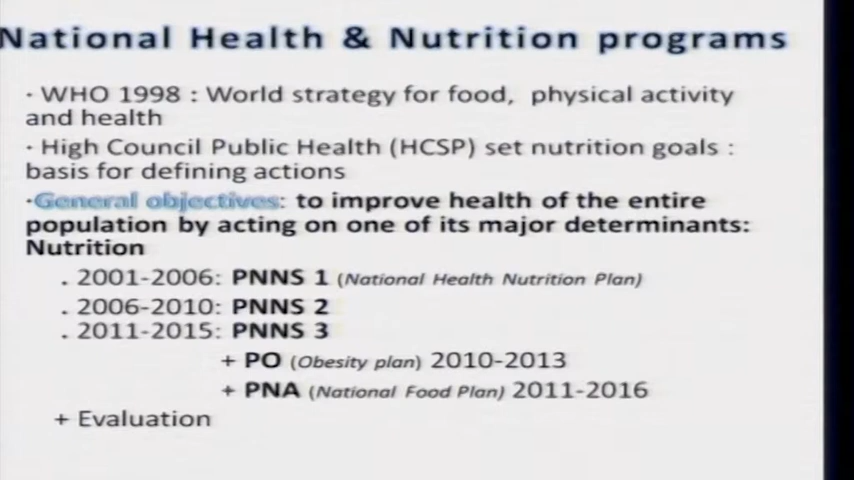 National Health & Nutrition programs
· WHO 1998 : World strategy for food, physical activity
and health
· High Council Public Health (HCSP) set nutrition goals :
basis for defining actions
·General objectives: to improve health of the entire
population by acting on one of its major determinants:
Nutrition
. 2001-2006: PNNS 1 (National Health Nutrition Plan)
. 2006-2010: PNNS 2
. 2011-2015: PNNS 3
+ PO (Obesity plan) 2010-2013
+ PNA (National Food Plan) 2011-2016
+ Evaluation